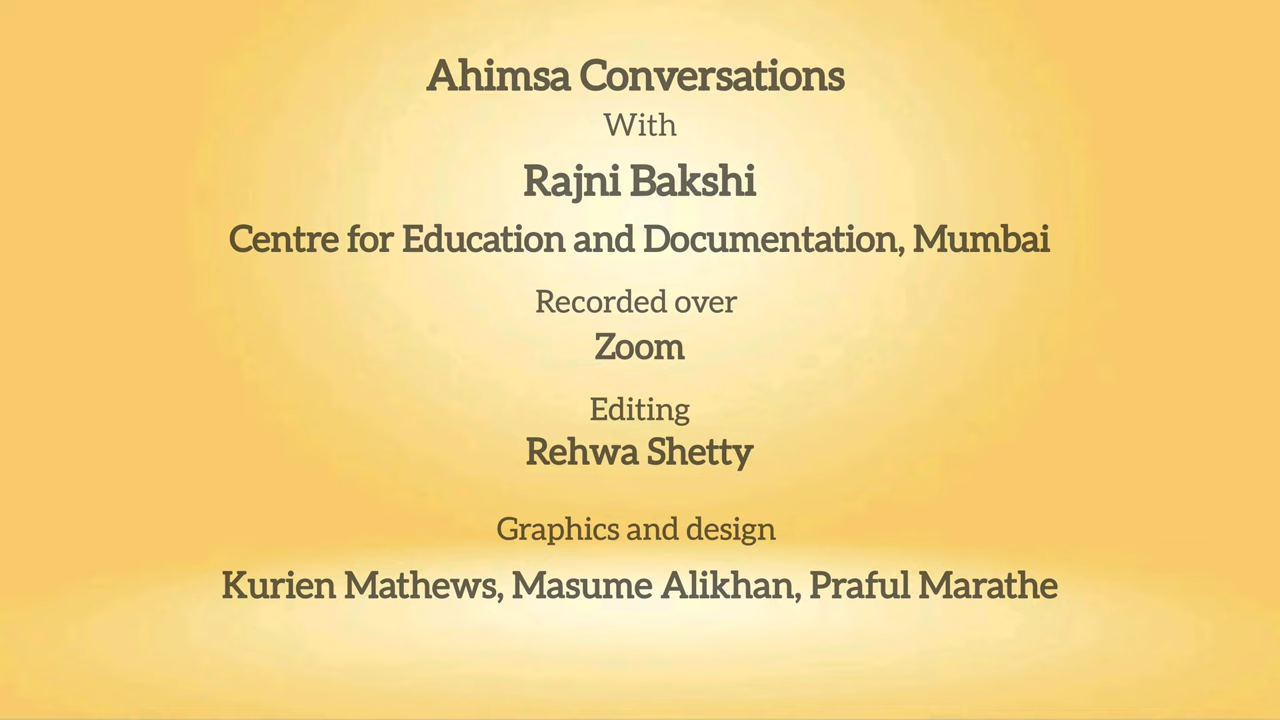 Ahimsa Conversations
With
Rajni Bakshi
Centre for Education and Documentation, Mumbai
Recorded over
Zoom
Editing
Rehwa Shetty
Graphics and design
Kurien Mathews, Masume Alikhan, Praful Marathe